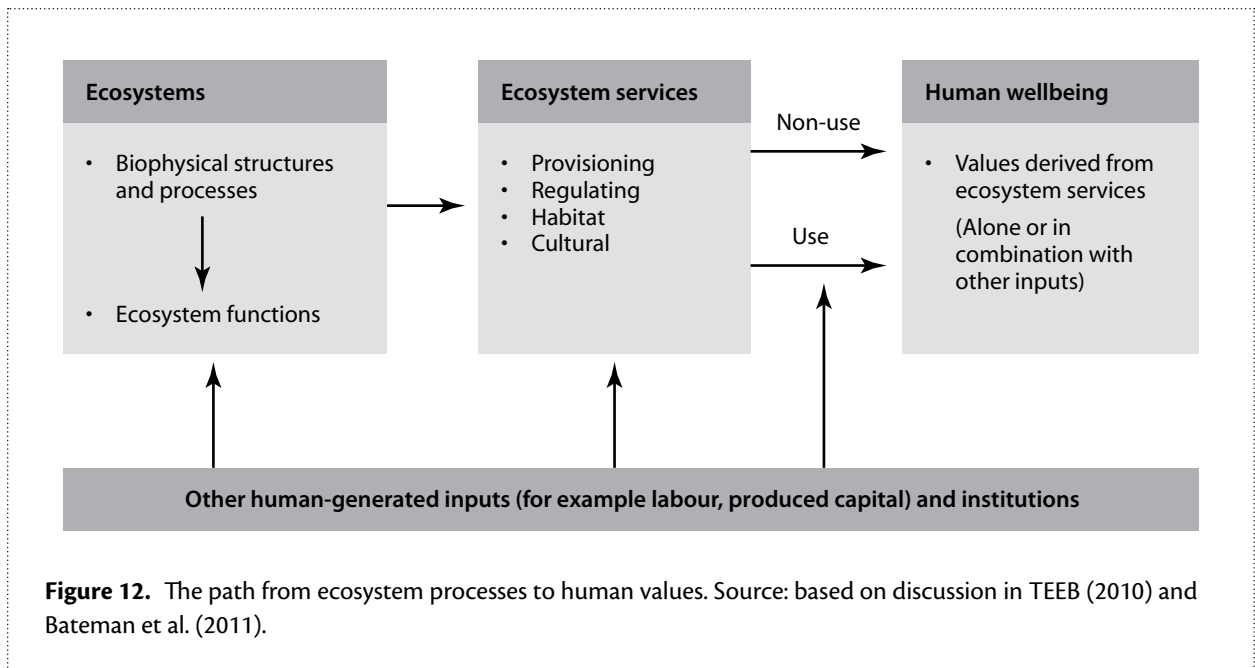 Ecosystems
• Biophysical structures
and processes
• Ecosystem functions
Ecosystem services
• Provisioning
• Regulating
• Habitat
• Cultural
Non-use
Use
Human wellbeing
• Values derived from
ecosystem services
(Alone or in
combination with
other inputs)
Other human-generated inputs (for example labour, produced capital) and institutions
Figure 12. The path from ecosystem processes to human values. Source: based on discussion in TEEB (2010) and
Bateman et al. (2011).